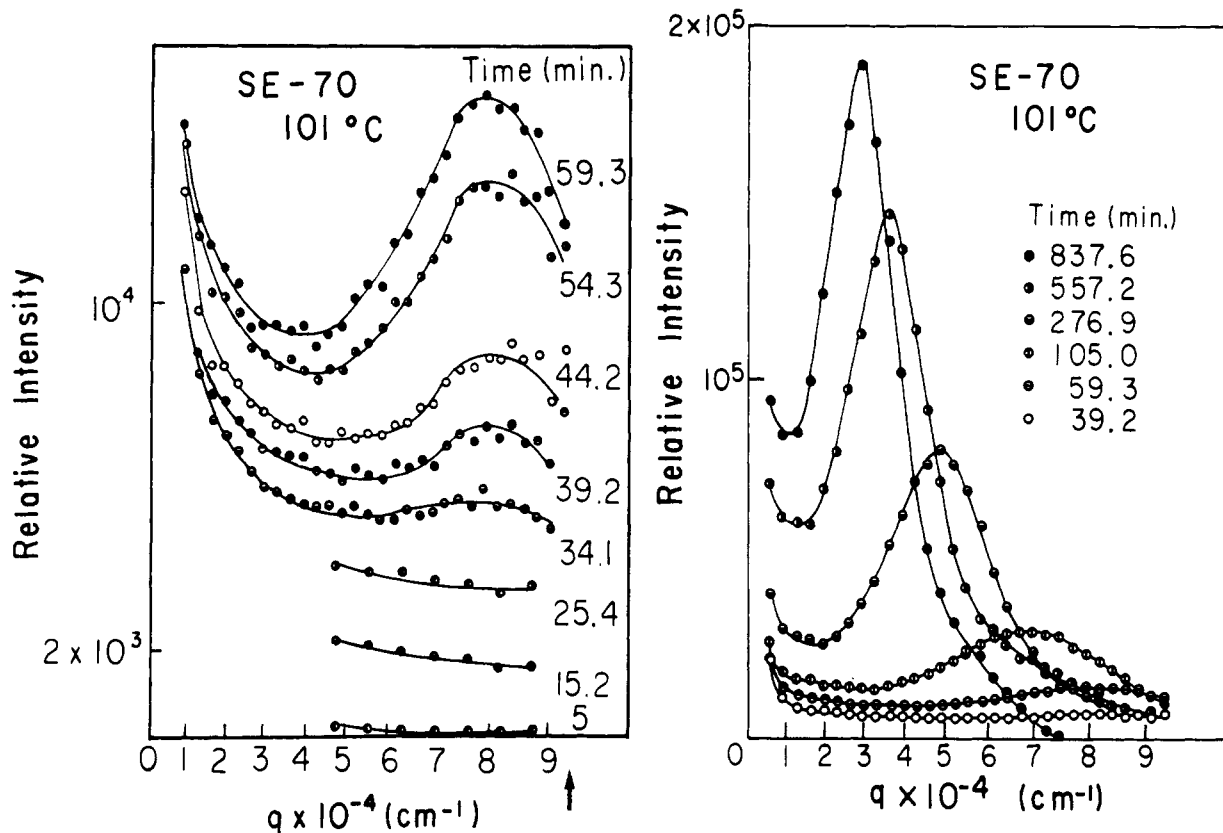 SE-70
101 °C
Time (min.)
59.3
54.3
44.2
39.2
34.1
25.4
15.2
5
10⁴
2 × 10³
Relative Intensity
0 1 2 3 4 5 6 7 8 9
q × 10⁻⁴ (cm⁻¹)
2×10⁵
SE-70
101 °C
Time (min.)
837.6
557.2
276.9
105.0
59.3
39.2
10⁵
0
Relative Intensity
1 2 3 4 5 6 7 8 9
q × 10⁻⁴ (cm⁻¹)